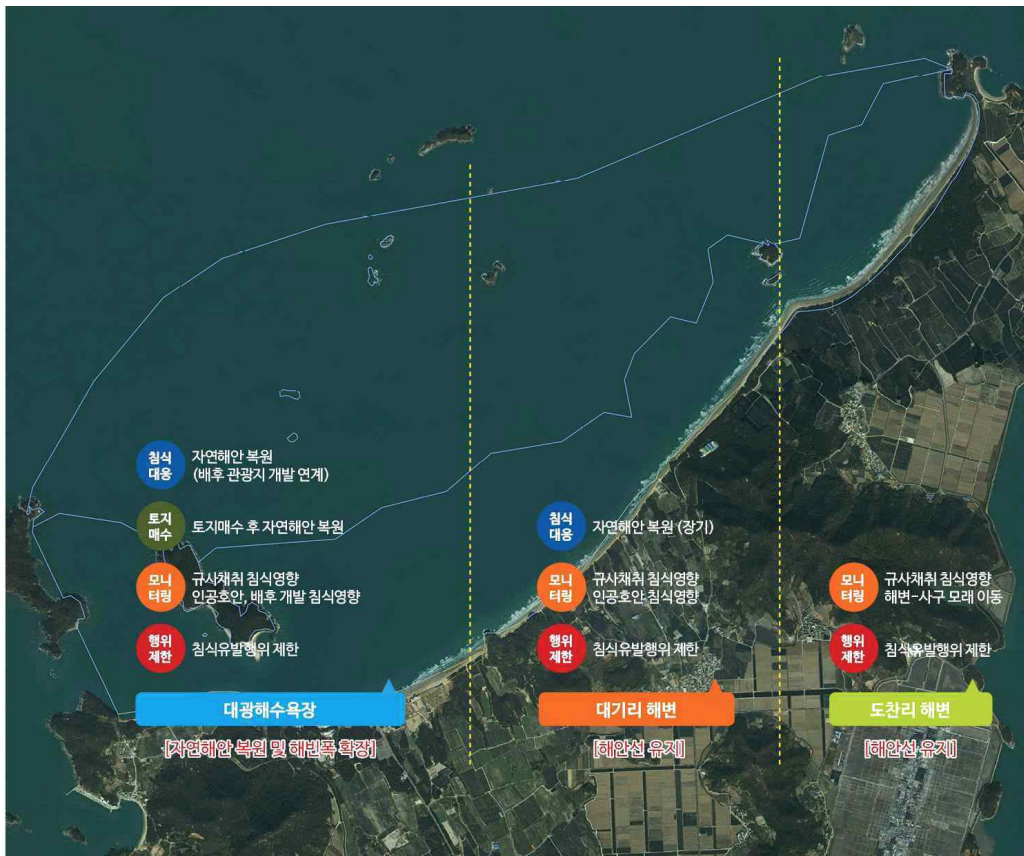 침식
대응
자연해안 복원
(배후 관광지 개발 연계)
토지
매수
토지매수 후 자연해안 복원
모니
터링
규사채취 침식영향
인공호안, 배후 개발 침식영향
행위
제한
침식유발행위 제한
대광해수욕장
[자연해안 복원 및 해빈폭 확장]
침식
대응
자연해안 복원 (장기)
모니
터링
규사채취 침식영향
인공호안 침식영향
행위
제한
침식유발행위 제한
대기리 해변
[해안선 유지]
모니
터링
규사채취 침식영향
해변-사구 모래 이동
행위
제한
침식유발행위 제한
도찬리 해변
[해안선 유지]